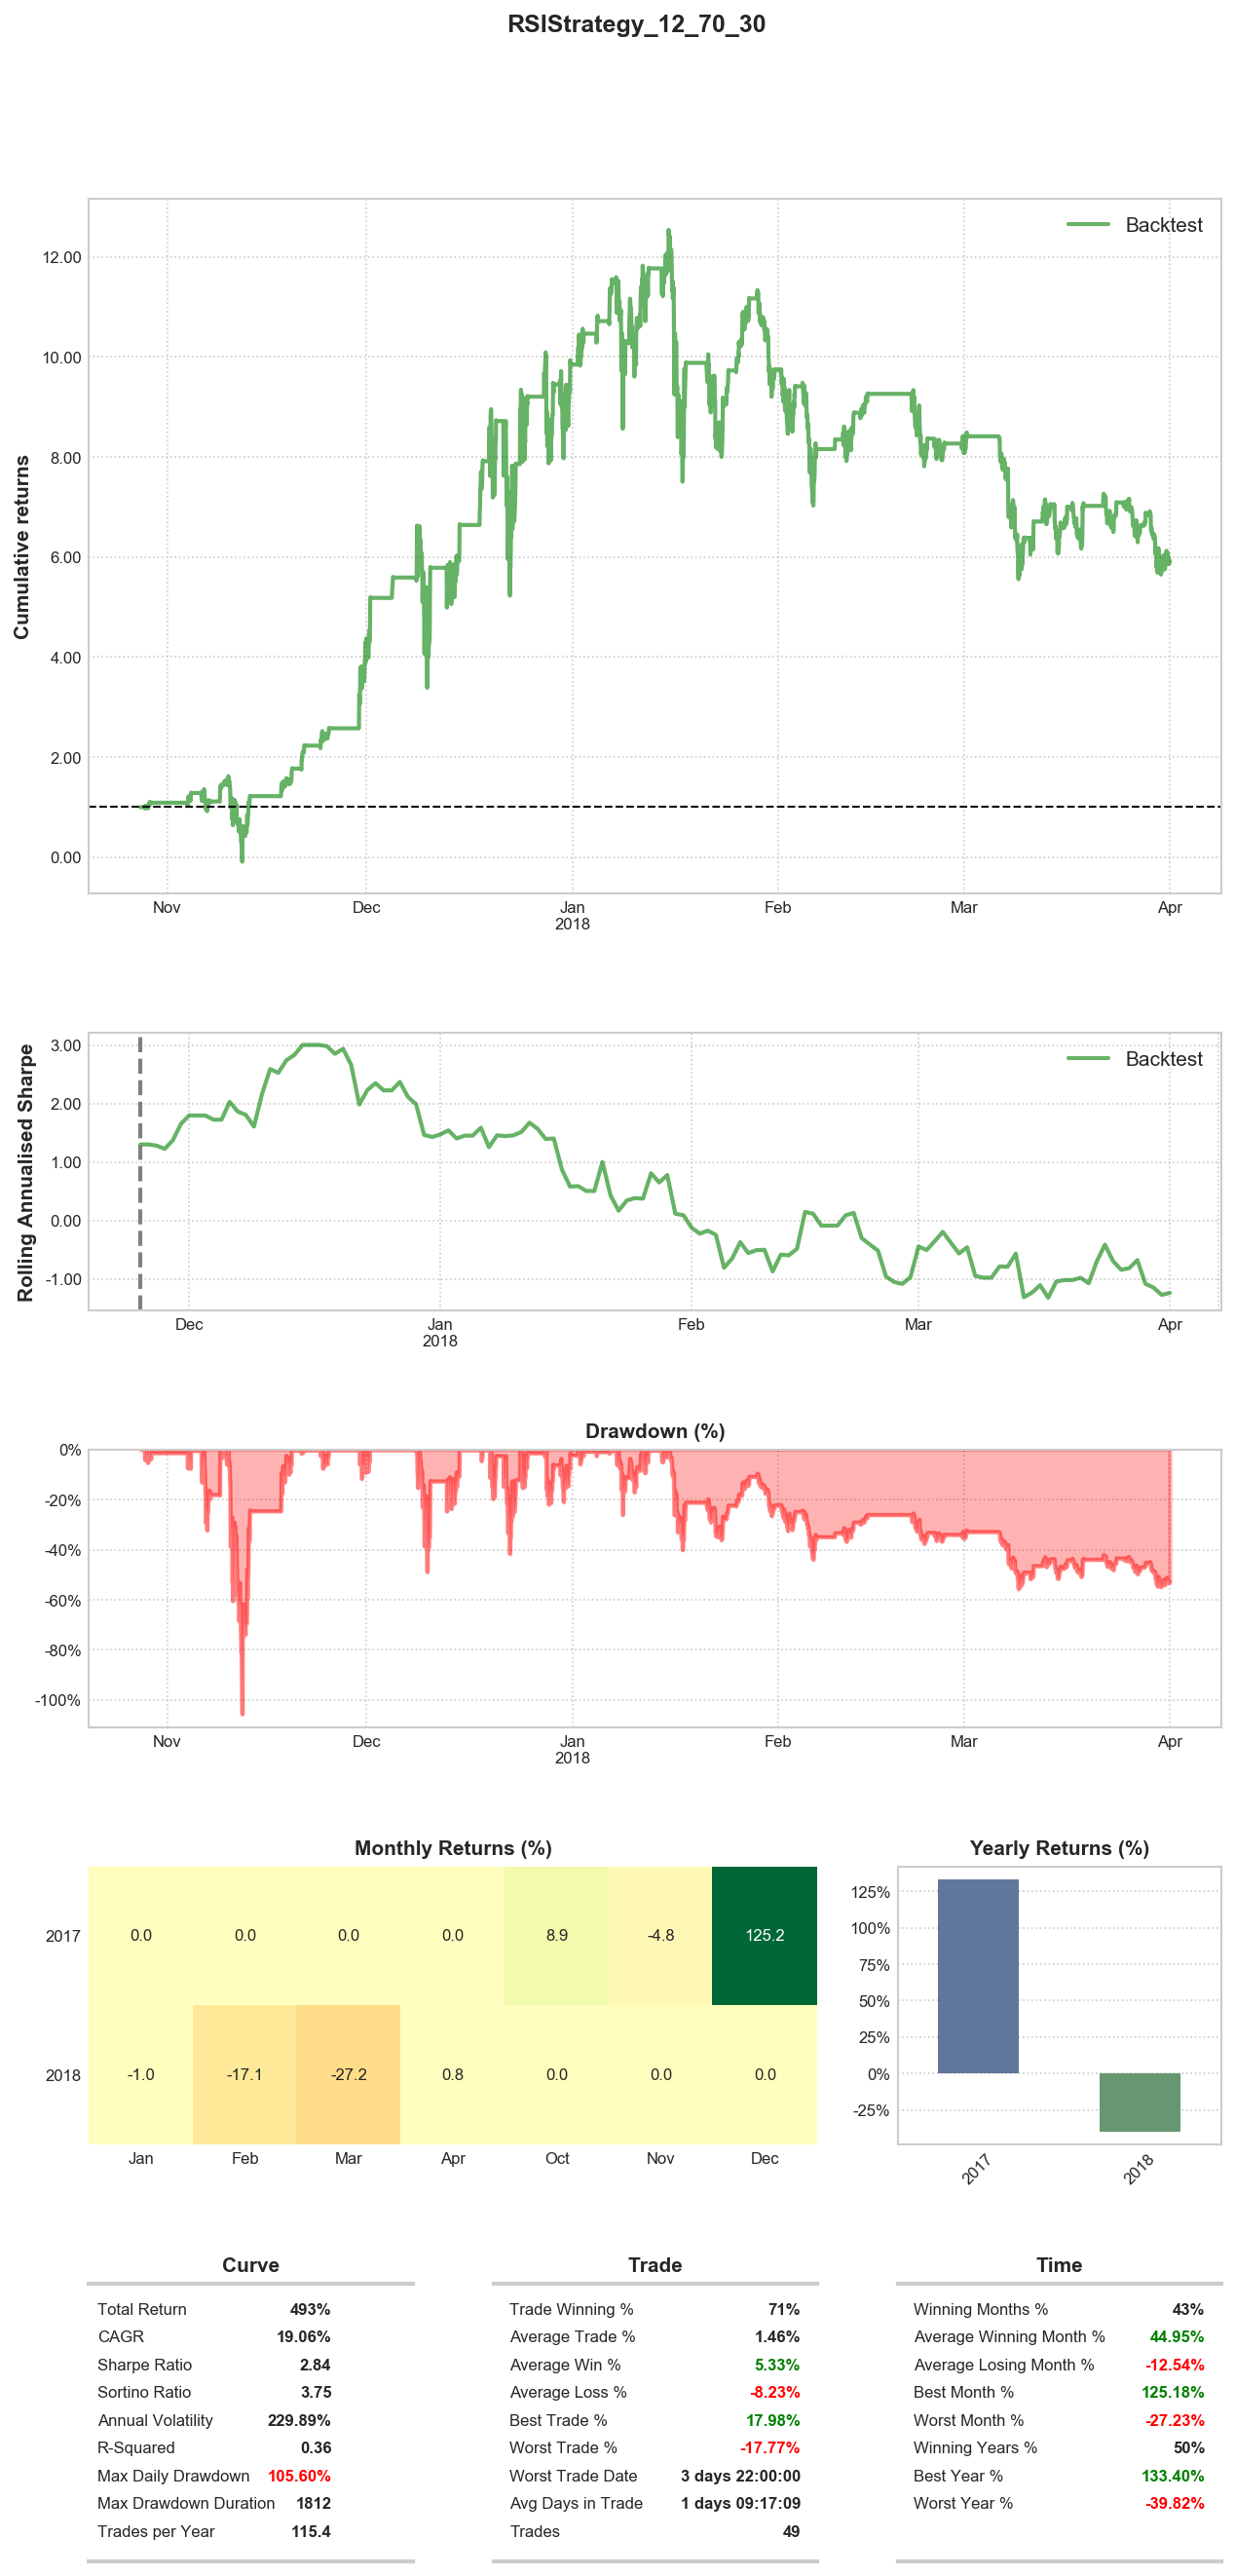 RSIStrategy_12_70_30
Backtest
Cumulative returns
12.00
10.00
8.00
6.00
4.00
2.00
0.00
Nov Dec Jan Feb Mar Apr
2018
Backtest
Rolling Annualised Sharpe
3.00
2.00
1.00
0.00
-1.00
Dec Jan Feb Mar Apr
2018
Drawdown (%)
0%
-20%
-40%
-60%
-80%
-100%
Nov Dec Jan Feb Mar Apr
2018
Monthly Returns (%)
2017 0.0 0.0 0.0 0.0 8.9 -4.8 125.2
2018 -1.0 -17.1 -27.2 0.8 0.0 0.0 0.0
Jan Feb Mar Apr Oct Nov Dec
Yearly Returns (%)
125%
100%
75%
50%
25%
0%
-25%
2017 2018
Curve
Total Return 493%
CAGR 19.06%
Sharpe Ratio 2.84
Sortino Ratio 3.75
Annual Volatility 229.89%
R-Squared 0.36
Max Daily Drawdown 105.60%
Max Drawdown Duration 1812
Trades per Year 115.4
Trade
Trade Winning % 71%
Average Trade % 1.46%
Average Win % 5.33%
Average Loss % -8.23%
Best Trade % 17.98%
Worst Trade % -17.77%
Worst Trade Date 3 days 22:00:00
Avg Days in Trade 1 days 09:17:09
Trades 49
Time
Winning Months % 43%
Average Winning Month % 44.95%
Average Losing Month % -12.54%
Best Month % 125.18%
Worst Month % -27.23%
Winning Years % 50%
Best Year % 133.40%
Worst Year % -39.82%